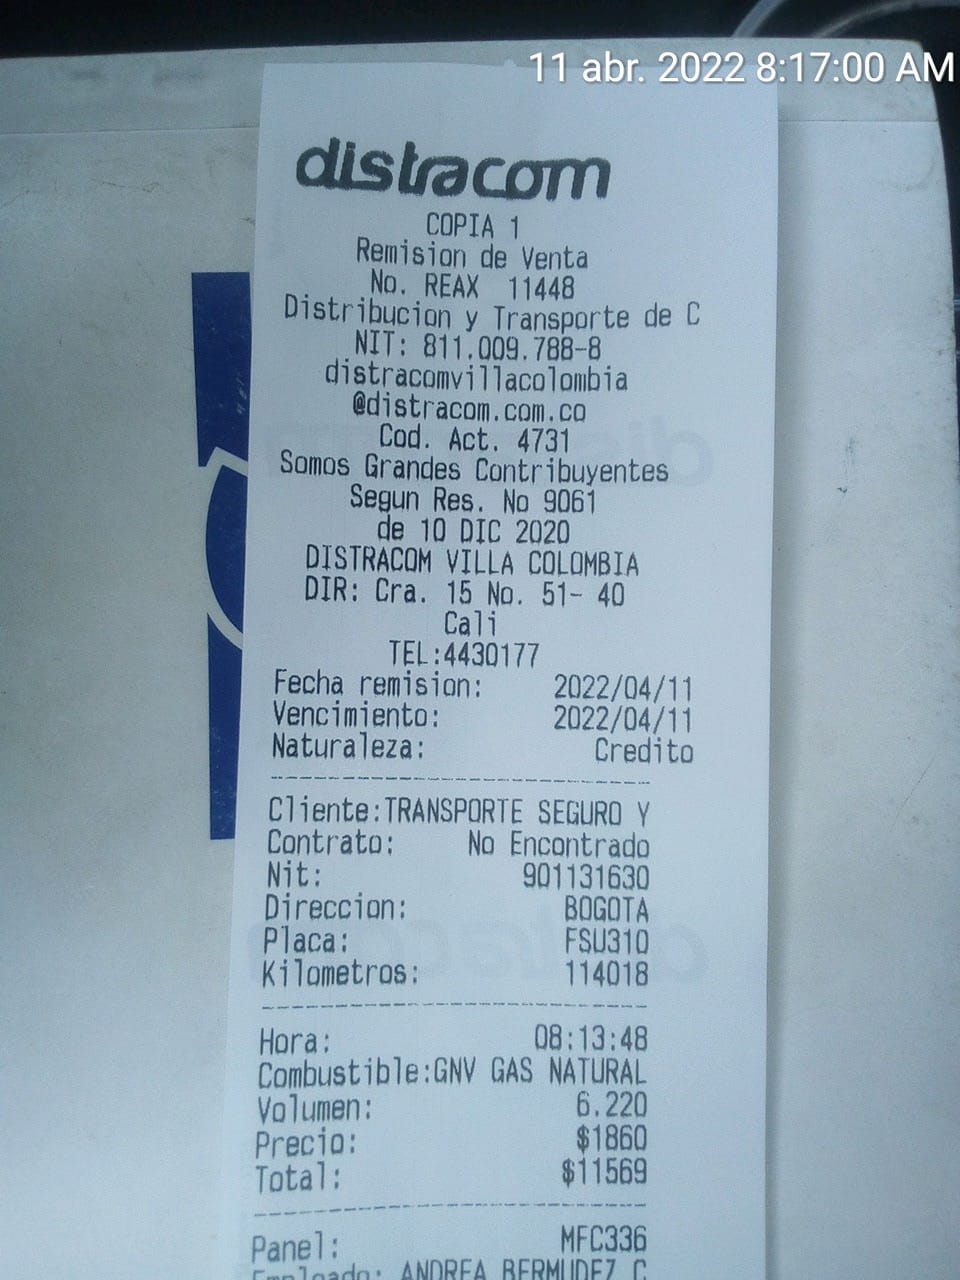 11 abr. 2022 8:17:00 AM
distracom
COPIA 1
Remision de Venta
No. REAX 11448
Distribucion y Transporte de C
NIT: 811.009.788-8
distracomvillacolombia
@distracom.com.co
Cod. Act. 4731
Somos Grandes Contribuyentes
Segun Res. No 9061
de 10 DIC 2020
DISTRACOM VILLA COLOMBIA
DIR: Cra. 15 No. 51- 40
Cali
TEL:4430177
Fecha remision: 2022/04/11
Vencimiento: 2022/04/11
Naturaleza: Credito
Cliente:TRANSPORTE SEGURO Y
Contrato: No Encontrado
Nit: 901131630
Direccion: BOGOTA
Placa: FSU310
Kilometros: 114018
Hora: 08:13:48
Combustible:GNV GAS NATURAL
Volumen: 6.220
Precio: $1860
Total: $11569
Panel: MFC336
Empleado: ANDREA BERMUDEZ C